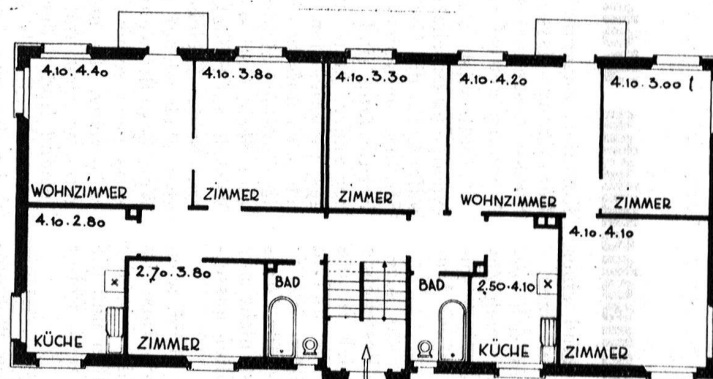 4.10.4.40
4.10.3.80
4.10.3.30
4.10.4.20
4.10.3.00
WOHNZIMMER
ZIMMER
ZIMMER
WOHNZIMMER
ZIMMER
4.10.2.80
4.10.4.10
2.70.3.80
BAD
BAD
2.50.4.10
KÜCHE
ZIMMER
KÜCHE
ZIMMER